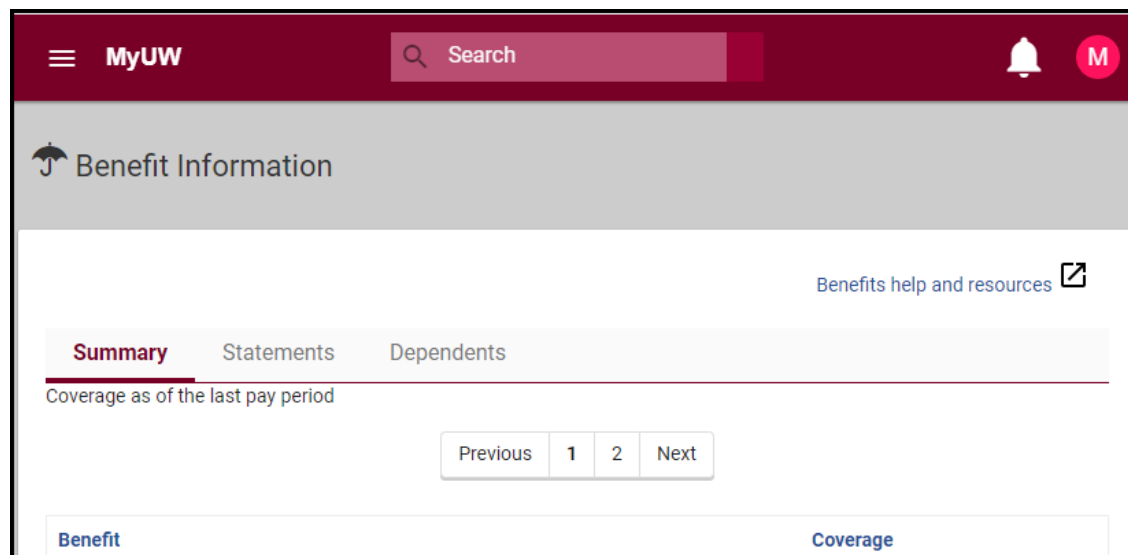 MyUW Search M
Benefit Information
Benefits help and resources
Summary Statements Dependents
Coverage as of the last pay period
Previous 1 2 Next
Benefit Coverage